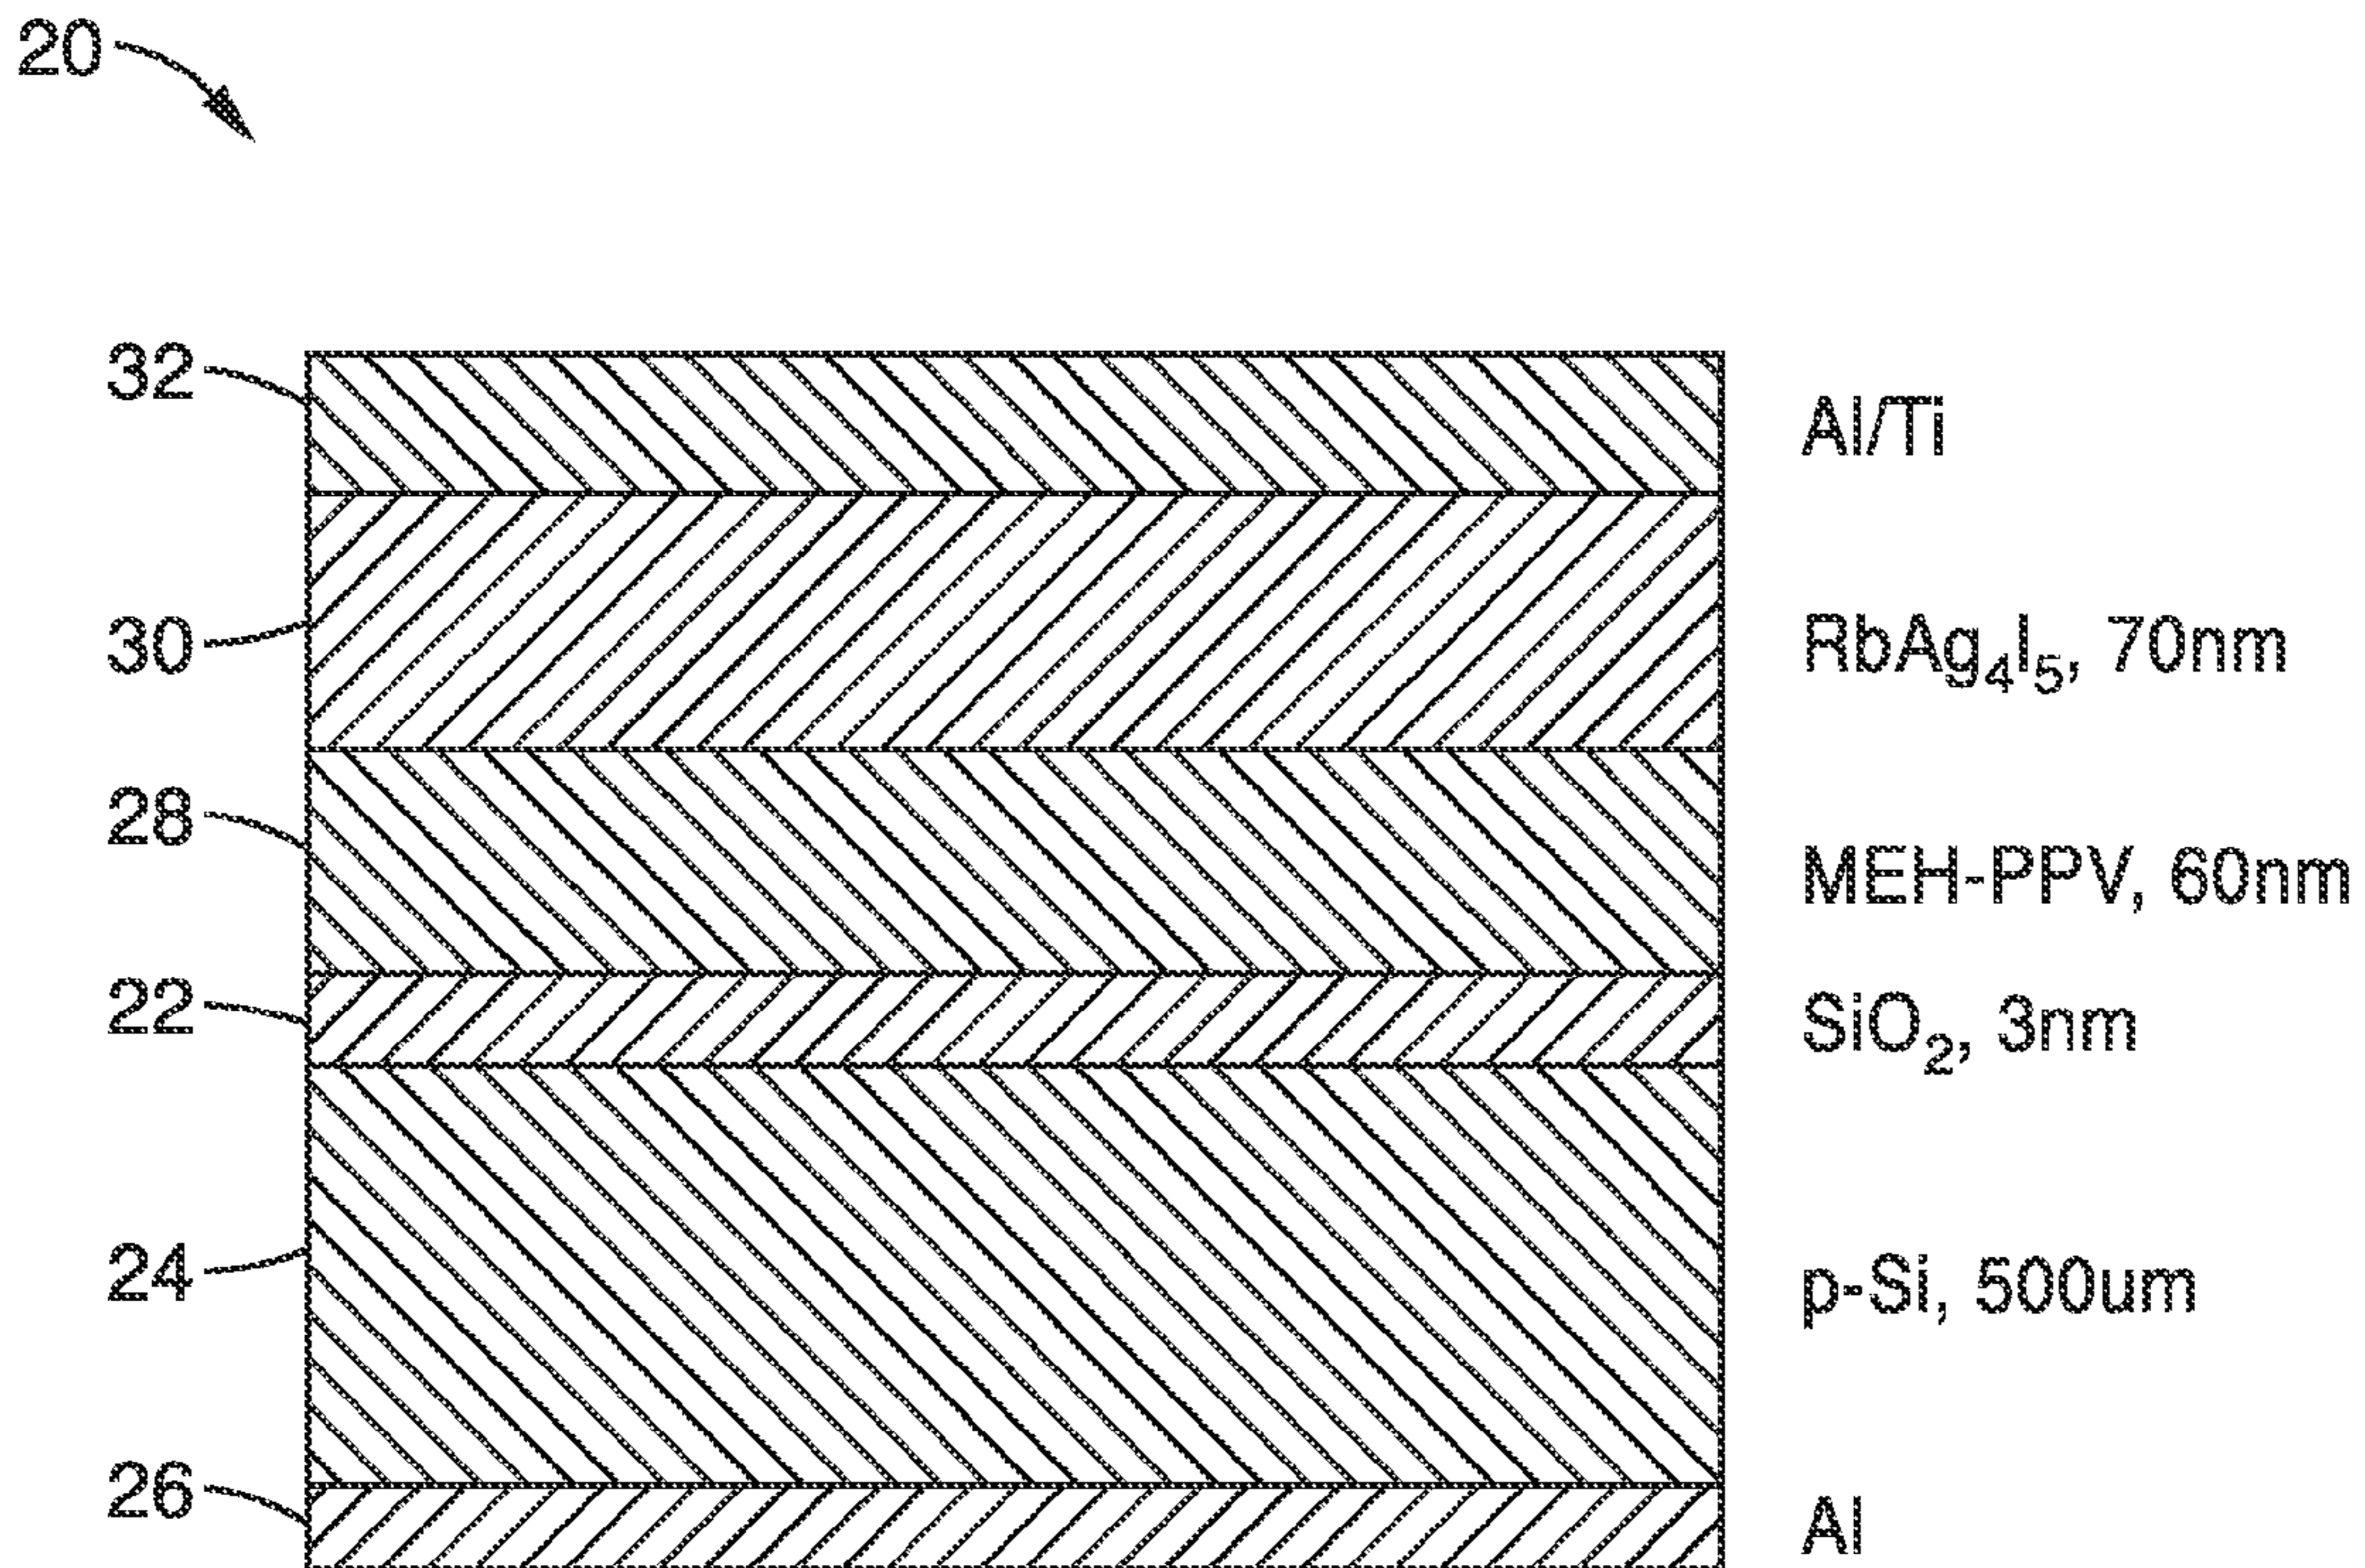 20
32 Al/Ti
30 RbAg₄I₅, 70nm
28 MEH-PPV, 60nm
22 SiO₂, 3nm
24 p-Si, 500um
26 Al